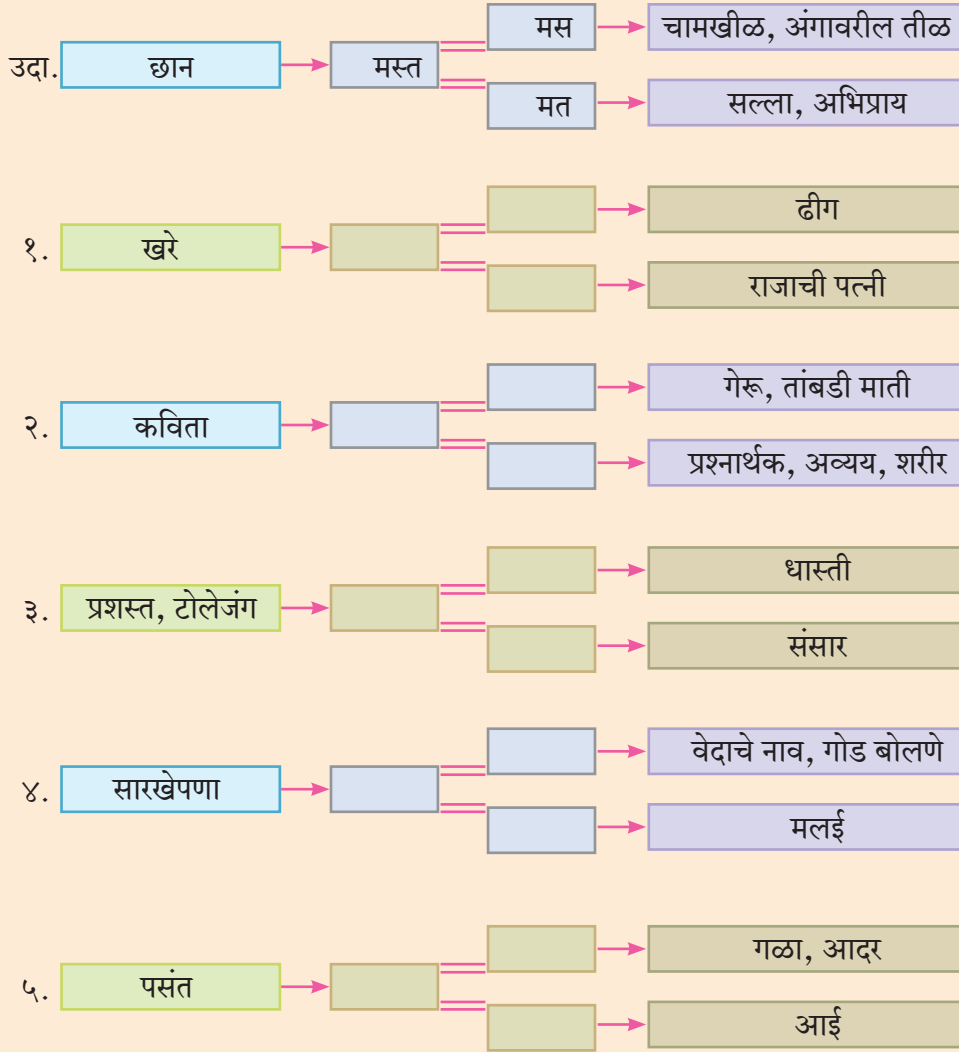 मस
चामखीळ, अंगावरील तीळ
उदा.
छान
मस्त
मत
सल्ला, अभिप्राय
ढीग
१.
खरे
राजाची पत्नी
गेरू, तांबडी माती
२.
कविता
प्रश्नार्थक, अव्यय, शरीर
धास्ती
३.
प्रशस्त, टोलेजंग
संसार
वेदाचे नाव, गोड बोलणे
४.
सारखेपणा
मलई
गळा, आदर
५.
पसंत
आई